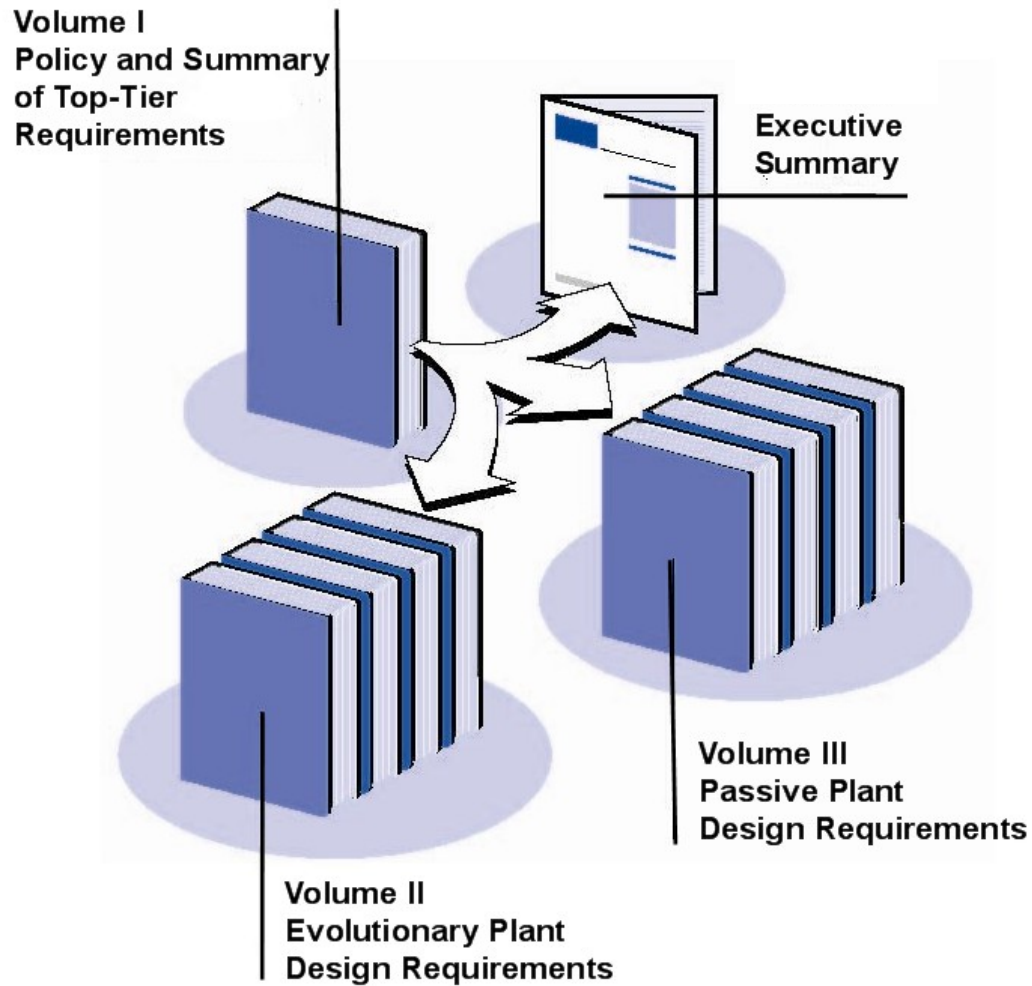 Volume I
Policy and Summary
of Top-Tier
Requirements
Executive
Summary
Volume III
Passive Plant
Design Requirements
Volume II
Evolutionary Plant
Design Requirements